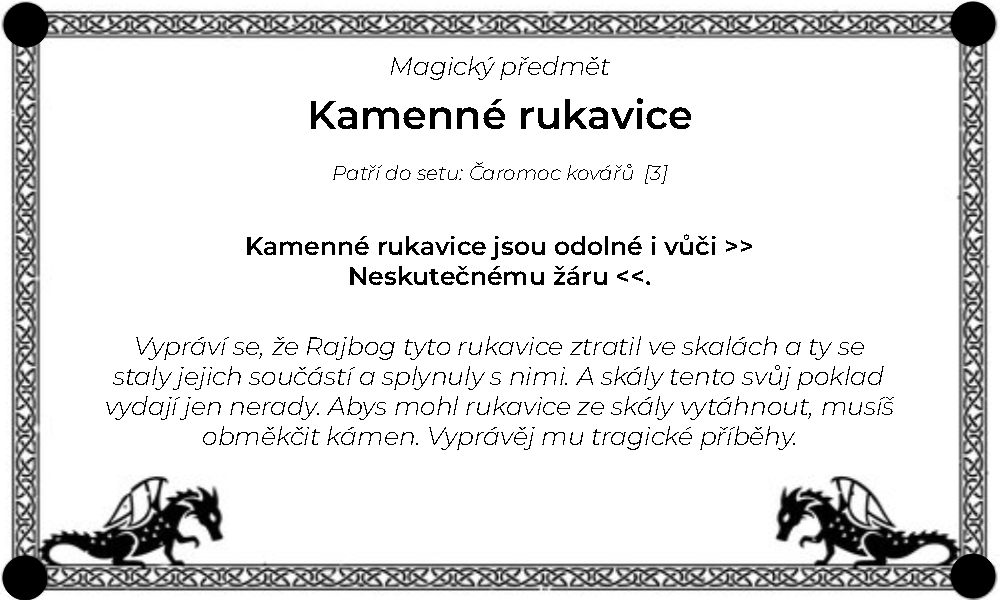 Magický předmět
Kamenné rukavice
Patří do setu: Čaromoc kovářů [3]
Kamenné rukavice jsou odolné i vůči >>
Neskutečnému žáru <<.
Vypráví se, že Rajbog tyto rukavice ztratil ve skalách a ty se
staly jejich součástí a splynuly s nimi. A skály tento svůj poklad
vydají jen nerady. Abys mohl rukavice ze skály vytáhnout, musíš
obměkčit kámen. Vyprávěj mu tragické příběhy.